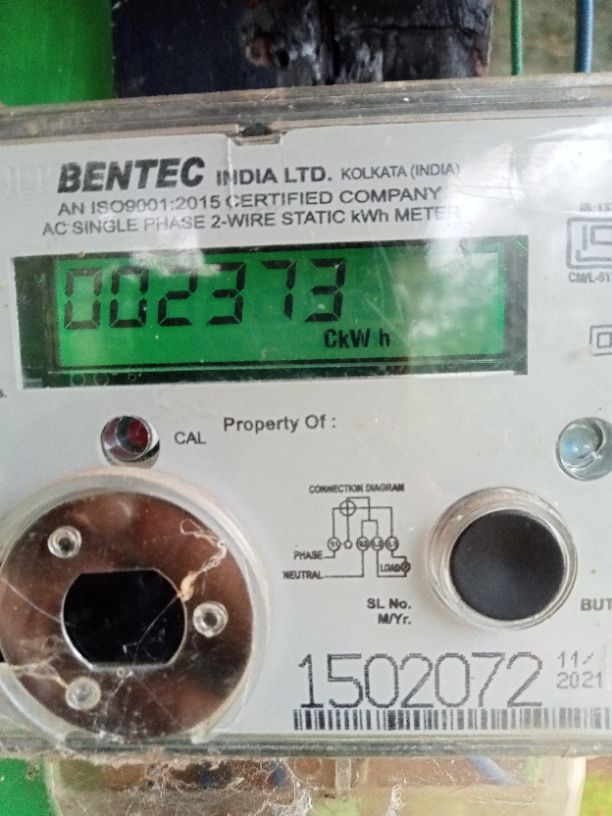 BENTEC INDIA LTD. KOLKATA (INDIA)
AN ISO9001:2015 CERTIFIED COMPANY
AC SINGLE PHASE 2-WIRE STATIC kWh METER
002373
CkW h
CAL
Property Of :
CONNECTION DIAGRAM
PHASE
NEUTRAL
LOAD
SL No.
M/Yr.
1502072
11/
2021